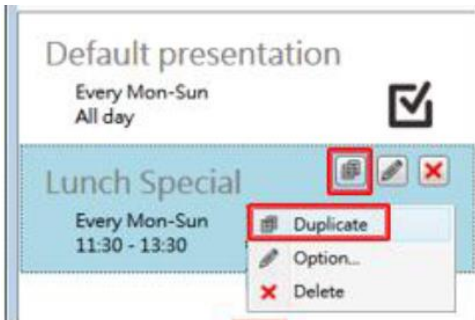 Default presentation
Every Mon-Sun
All day
Lunch Special
Every Mon-Sun
11:30 - 13:30
Duplicate
Option...
Delete